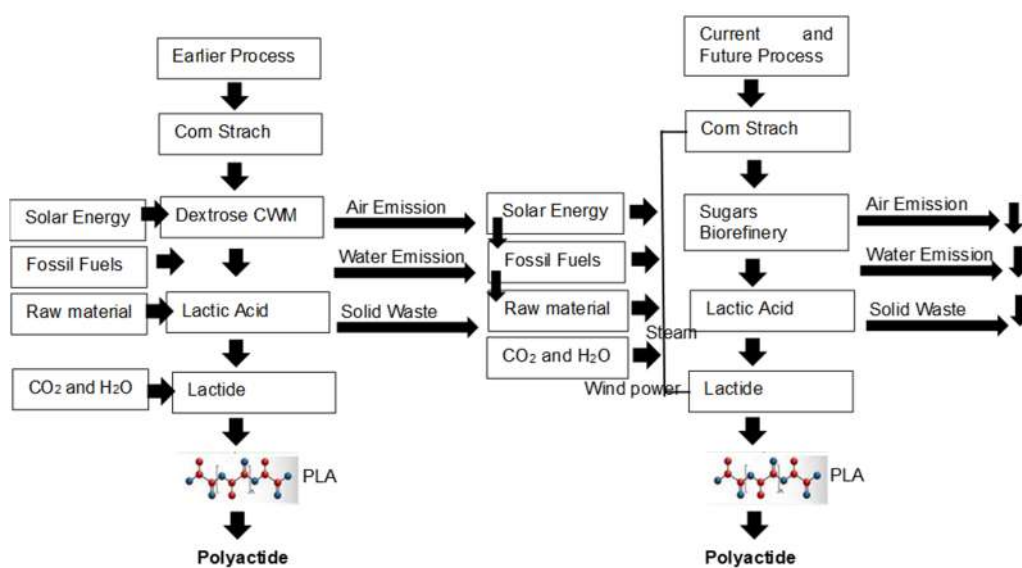 Earlier Process
Corn Strach
Solar Energy
Dextrose CWM
Air Emission
Fossil Fuels
Water Emission
Raw material
Lactic Acid
Solid Waste
CO₂ and H₂O
Lactide
PLA
Polyactide
Current and
Future Process
Corn Strach
Solar Energy
Sugars
Biorefinery
Air Emission
Fossil Fuels
Water Emission
Raw material
Lactic Acid
Solid Waste
Steam
CO₂ and H₂O
Wind power
Lactide
PLA
Polyactide